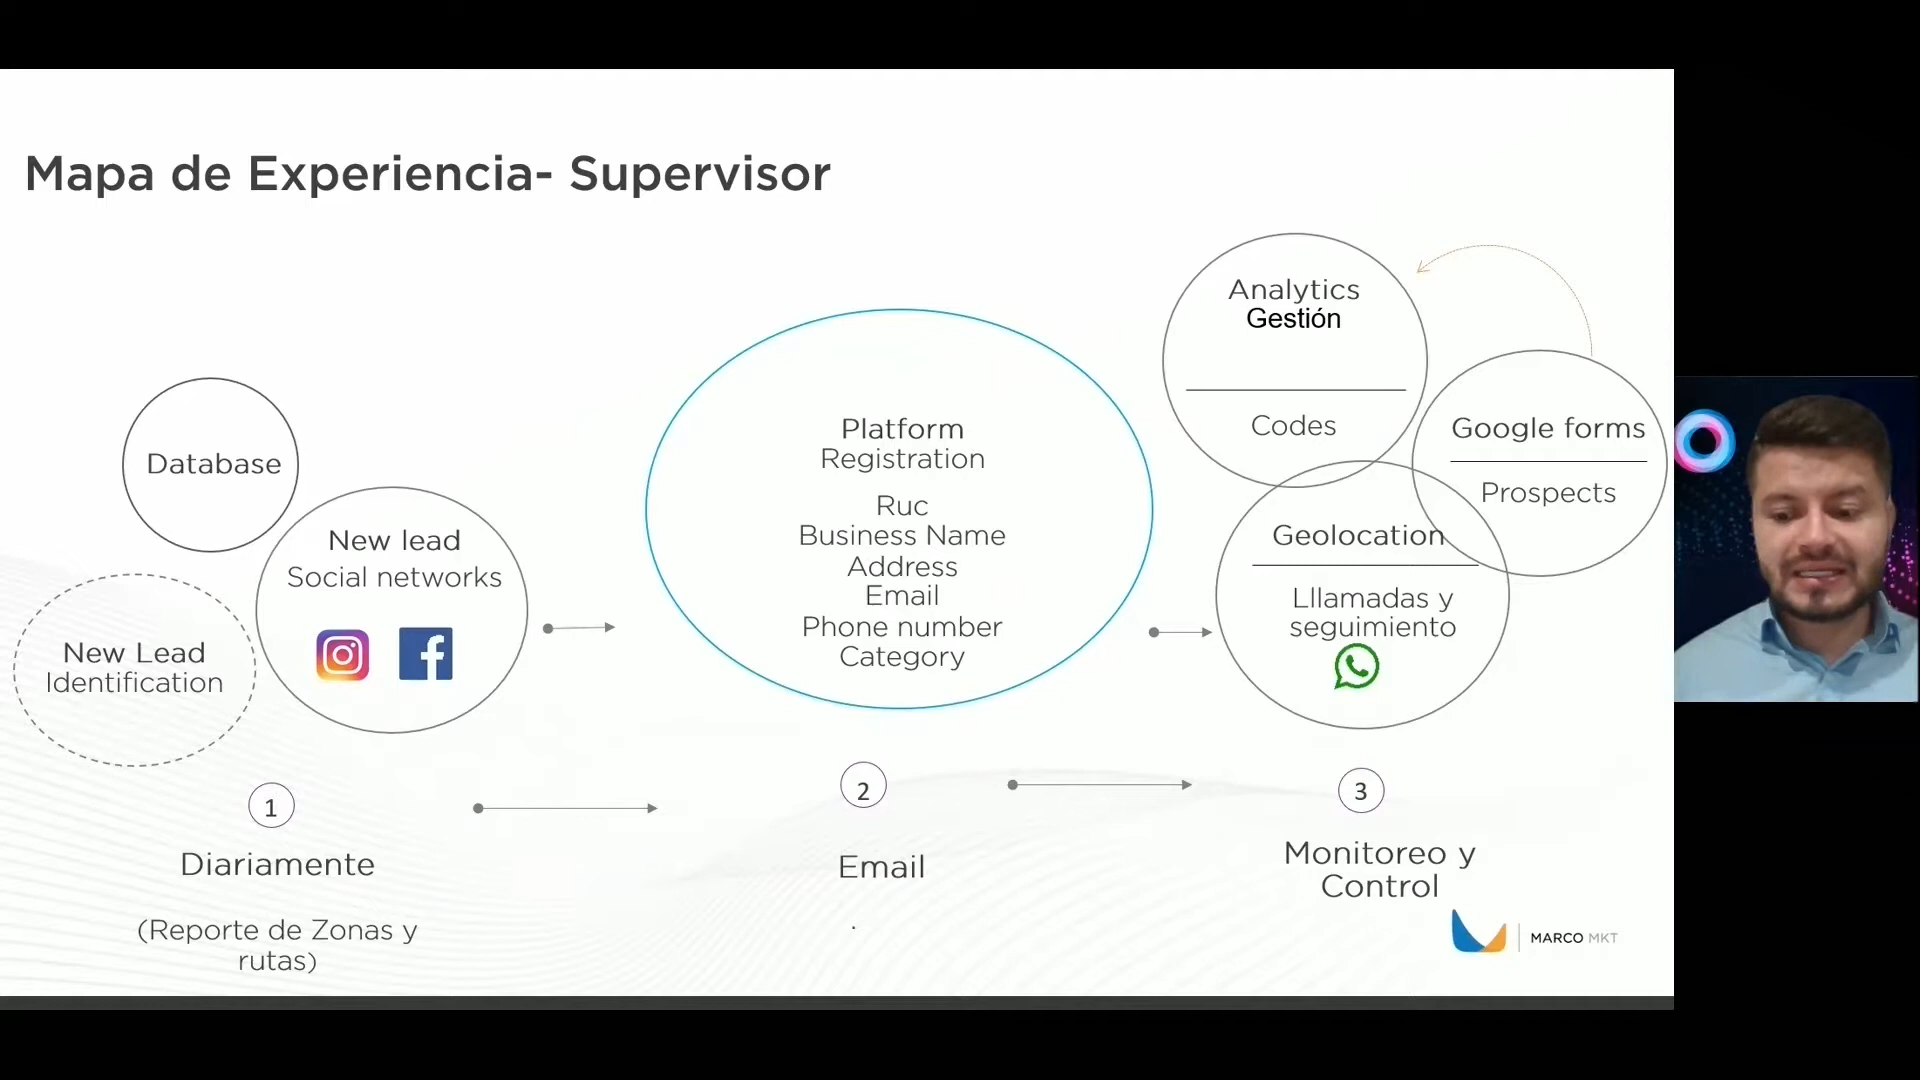 Mapa de Experiencia- Supervisor
Database
New Lead
Identification
New lead
Social networks
Platform
Registration
Ruc
Business Name
Address
Email
Phone number
Category
Analytics
Gestión
Codes
Google forms
Prospects
Geolocation
Lllamadas y
seguimiento
1
Diariamente
(Reporte de Zonas y
rutas)
2
Email
.
3
Monitoreo y
Control
MARCO MKT